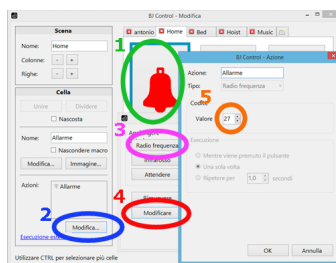 BJ Control - Modifica
Scena
Nome: Home
Colonne: - +
Righe: - +
Cella
Unire Dividere
Nascosta
Nome: Allarme
Nascondere macro
Modifica... Immagine...
Azioni: Allarme
2
Modifica...
Utilizzare CTRL per selezionare più celle
antonio Home Bed Hoist Music
1
3
Radio frequenza
Infrarosso
Attendere
4
Modificare
BJ Control - Azione
Azione: Allarme
Tipo: Radio frequenza
Codice
5
Valore 27
Esecuzione
Mentre viene premuto il pulsante
Una sola volta
Ripetere per 1,0 secondi
OK Annulla